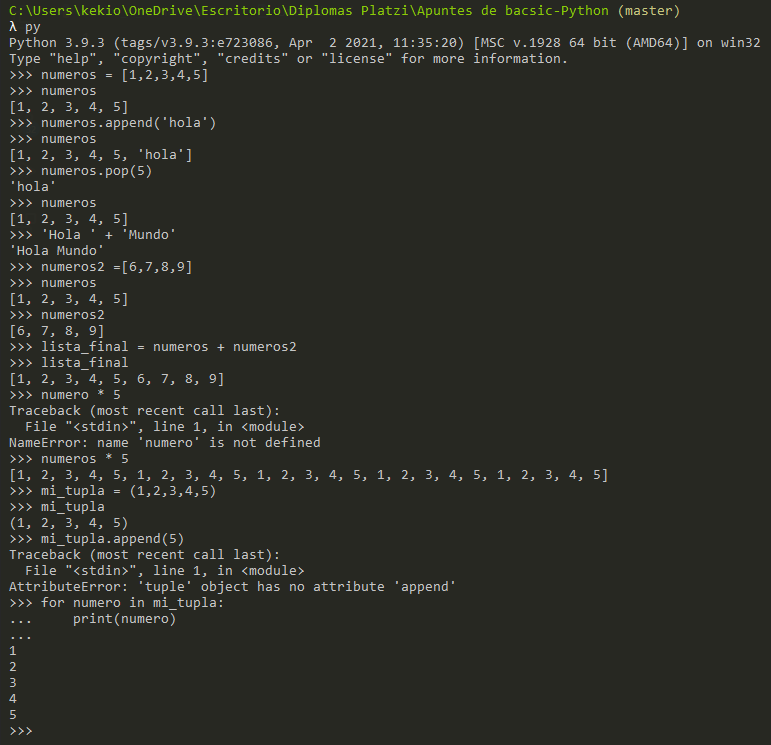 C:\Users\kekio\OneDrive\Escritorio\Diplomas Platzi\Apuntes de bacsic-Python (master)
λ py
Python 3.9.3 (tags/v3.9.3:e723086, Apr  2 2021, 11:35:20) [MSC v.1928 64 bit (AMD64)] on win32
Type "help", "copyright", "credits" or "license" for more information.
>>> numeros = [1,2,3,4,5]
>>> numeros
[1, 2, 3, 4, 5]
>>> numeros.append('hola')
>>> numeros
[1, 2, 3, 4, 5, 'hola']
>>> numeros.pop(5)
'hola'
>>> numeros
[1, 2, 3, 4, 5]
>>> 'Hola ' + 'Mundo'
'Hola Mundo'
>>> numeros2 =[6,7,8,9]
>>> numeros
[1, 2, 3, 4, 5]
>>> numeros2
[6, 7, 8, 9]
>>> lista_final = numeros + numeros2
>>> lista_final
[1, 2, 3, 4, 5, 6, 7, 8, 9]
>>> numero * 5
Traceback (most recent call last):
  File "<stdin>", line 1, in <module>
NameError: name 'numero' is not defined
>>> numeros * 5
[1, 2, 3, 4, 5, 1, 2, 3, 4, 5, 1, 2, 3, 4, 5, 1, 2, 3, 4, 5, 1, 2, 3, 4, 5]
>>> mi_tupla = (1,2,3,4,5)
>>> mi_tupla
(1, 2, 3, 4, 5)
>>> mi_tupla.append(5)
Traceback (most recent call last):
  File "<stdin>", line 1, in <module>
AttributeError: 'tuple' object has no attribute 'append'
>>> for numero in mi_tupla:
...     print(numero)
...
1
2
3
4
5
>>>